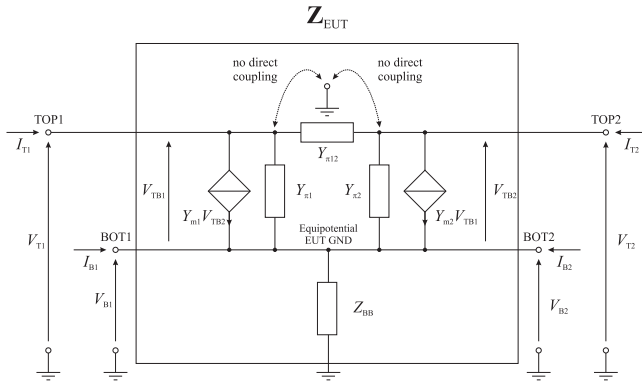 Z_EUT
no direct coupling
no direct coupling
TOP1
TOP2
I_T1
I_T2
Y_π12
V_TB1
Y_m1 V_TB2
Y_π1
Y_π2
Y_m2 V_TB1
V_TB2
V_T1
BOT1
Equipotential
EUT GND
BOT2
V_T2
I_B1
I_B2
V_B1
Z_BB
V_B2